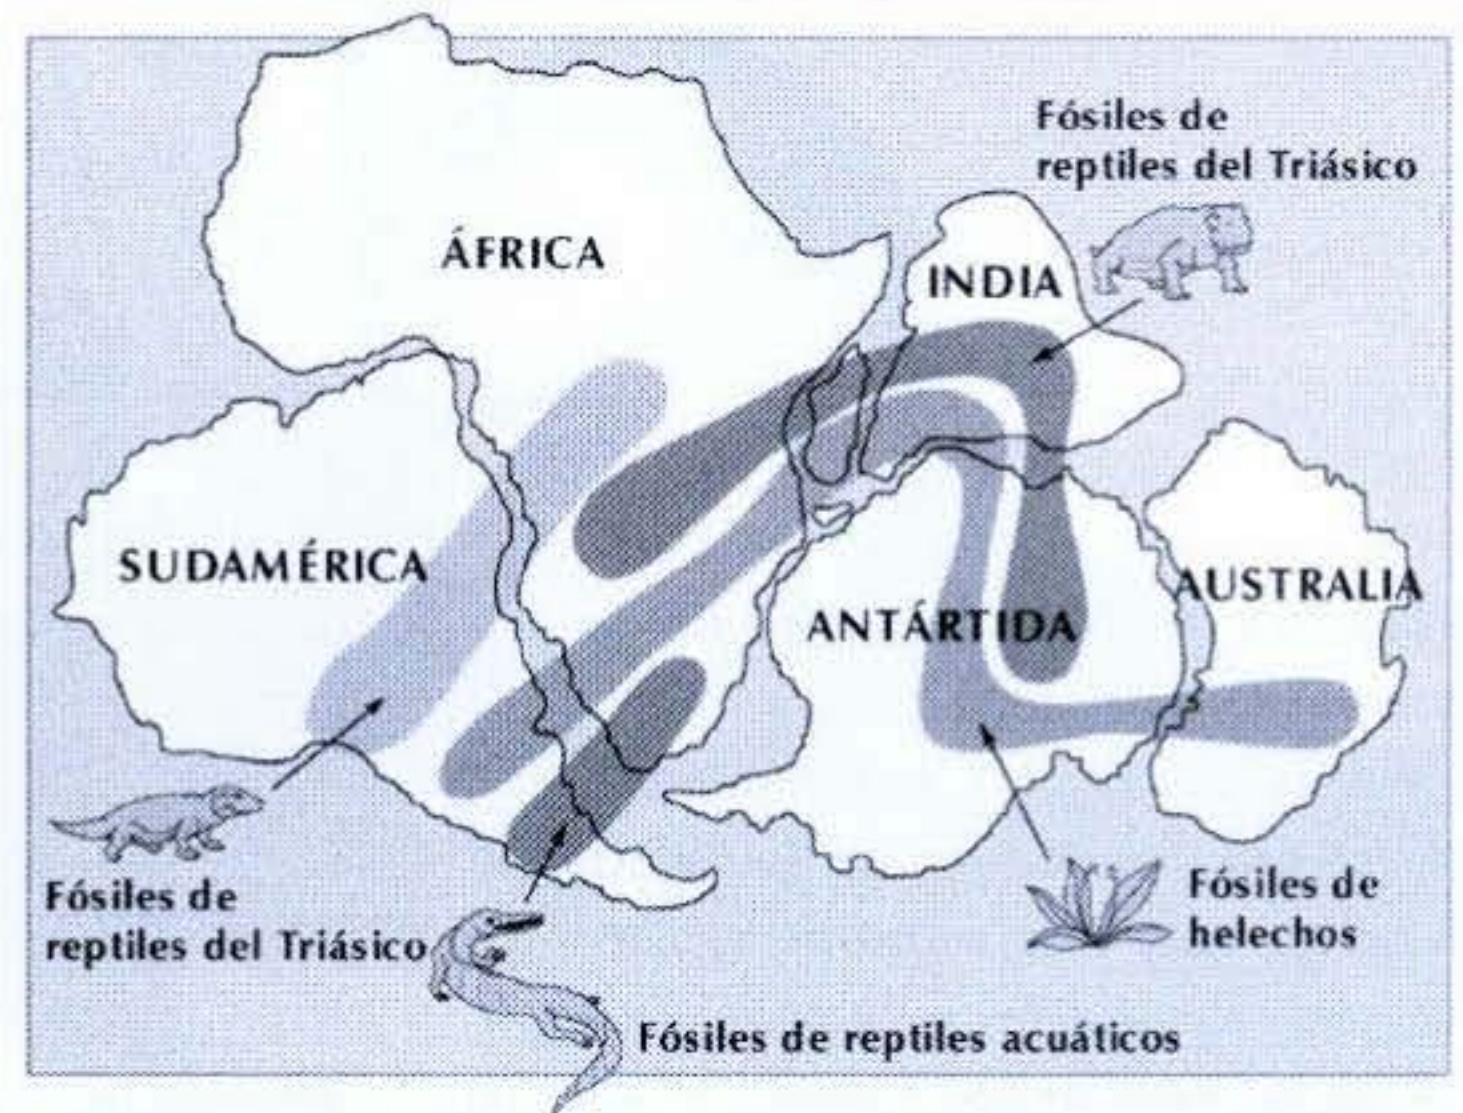 Fósiles de
reptiles del Triásico
ÁFRICA
INDIA
SUDAMÉRICA
ANTÁRTIDA
AUSTRALIA
Fósiles de
reptiles del Triásico
Fósiles de
helechos
Fósiles de reptiles acuáticos